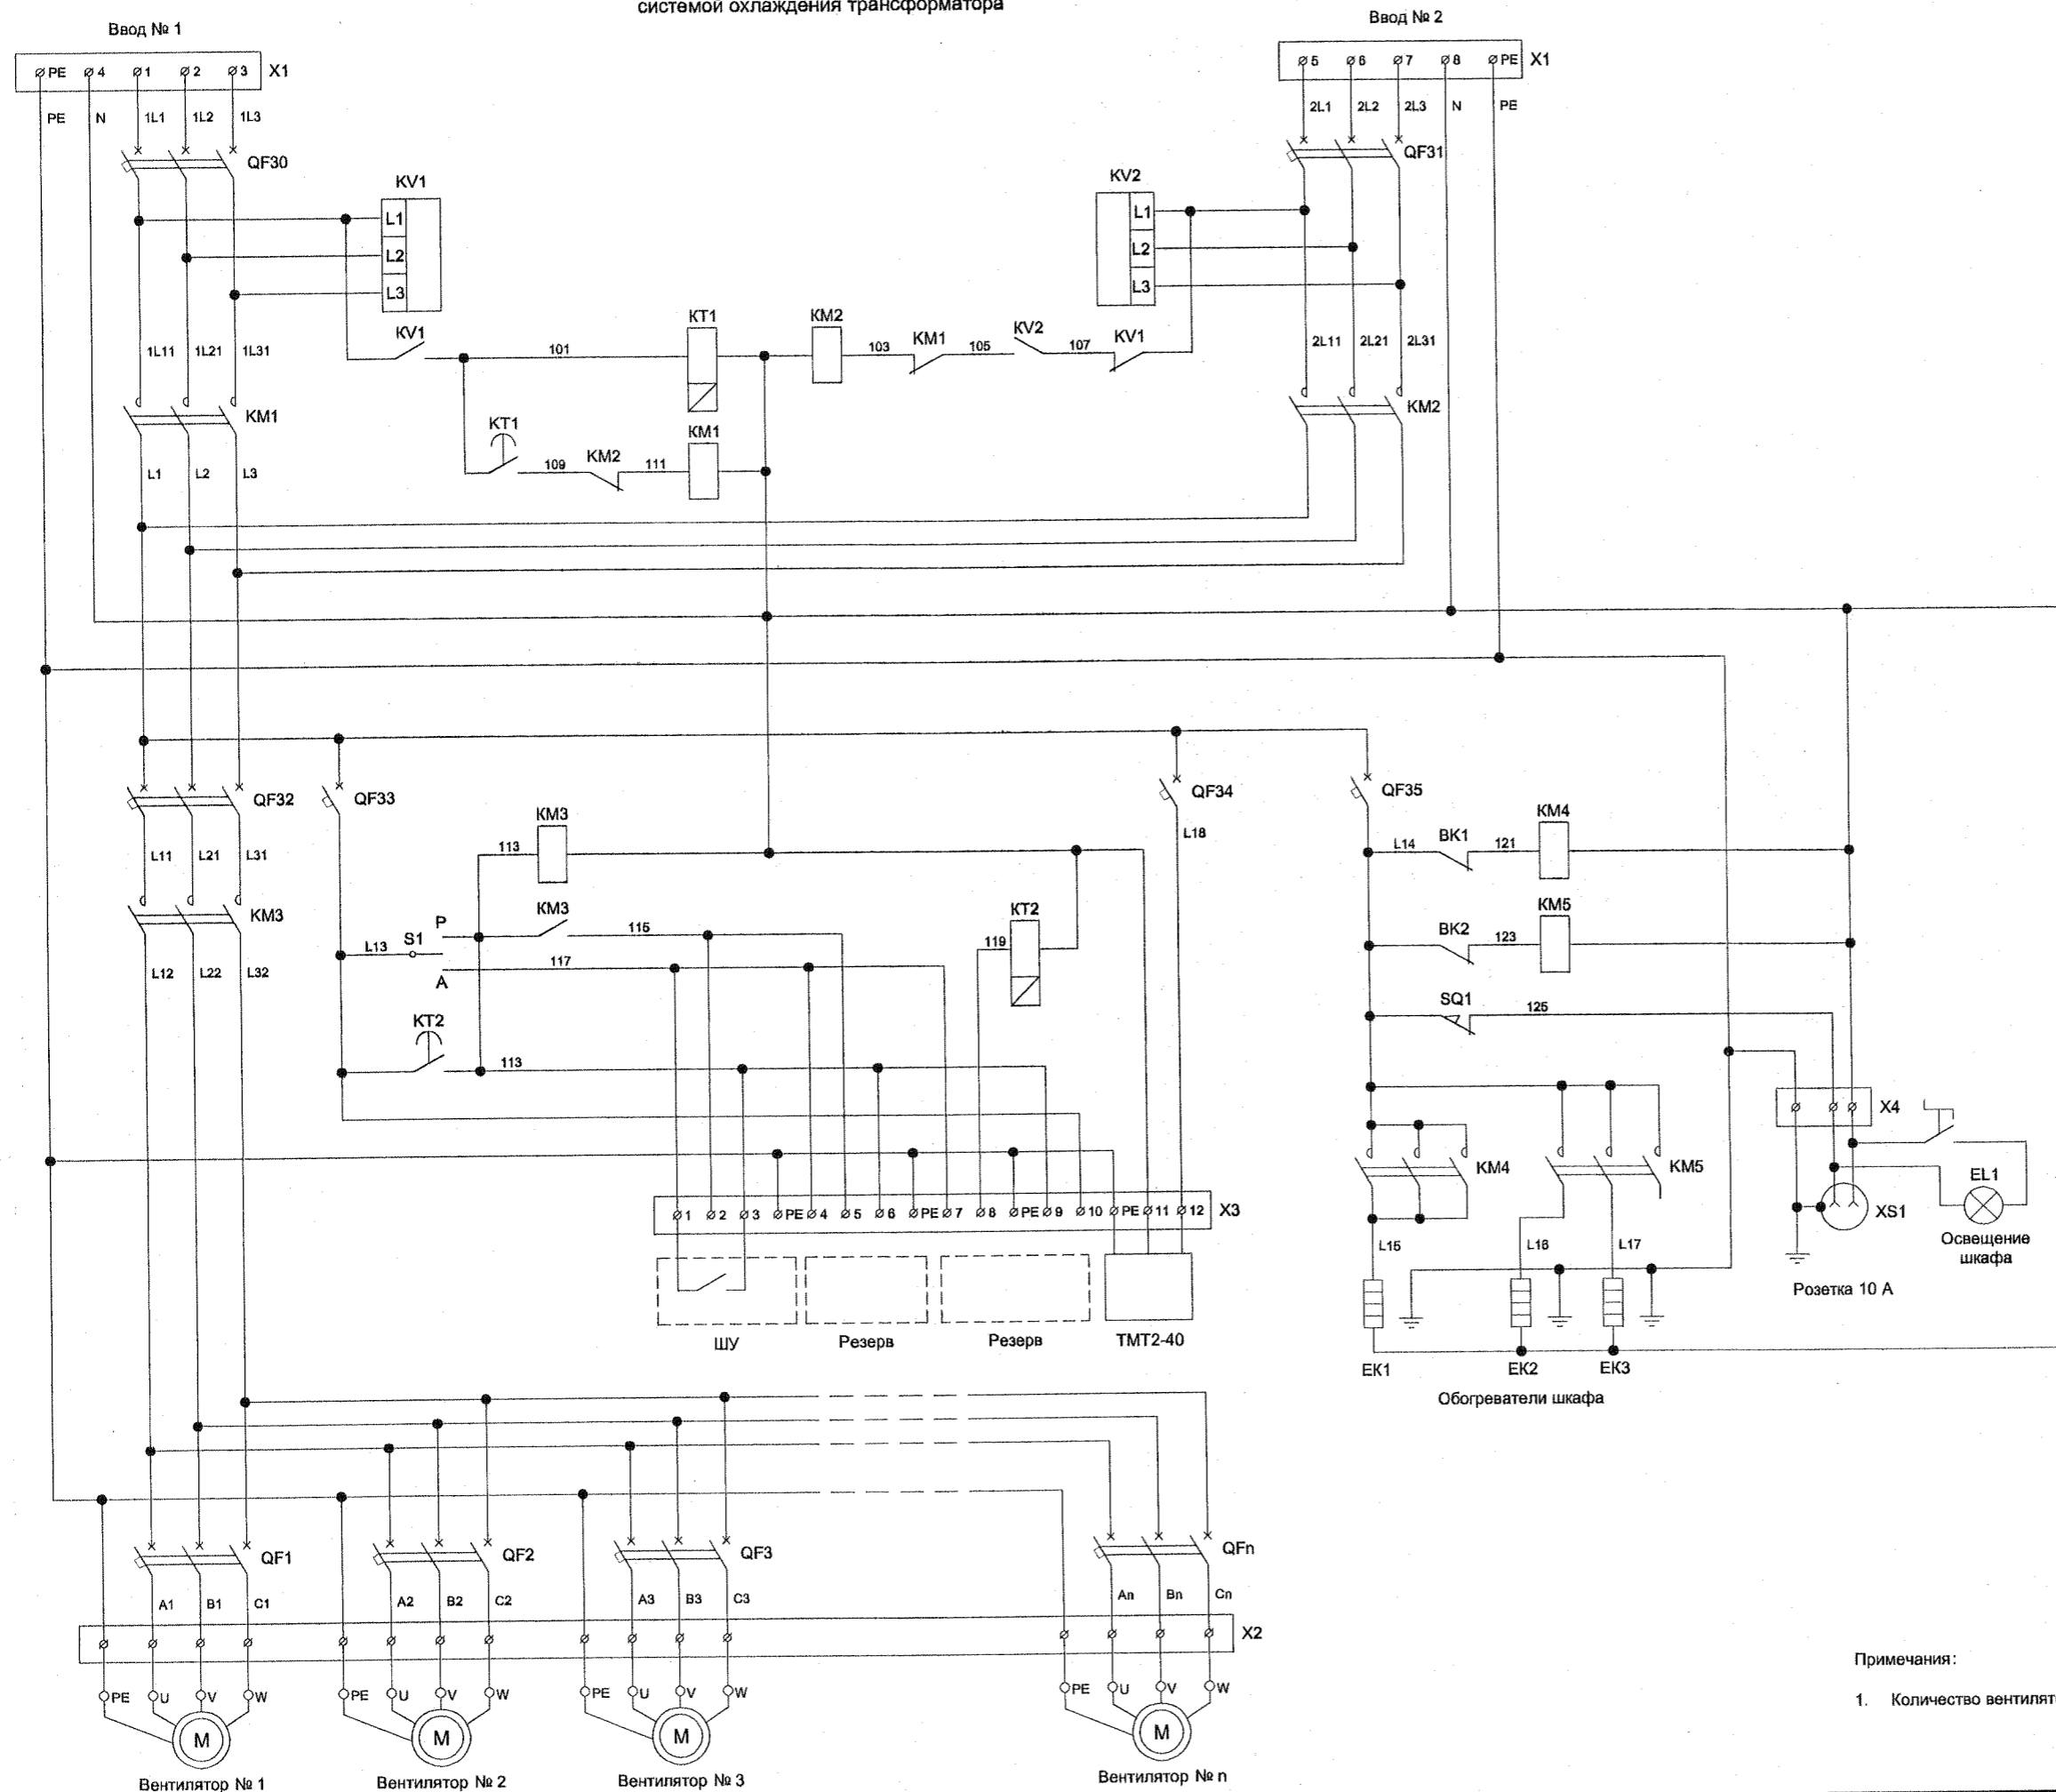 системой охлаждения трансформатора
Ввод № 1
Ввод № 2
PE 4 1 2 3 X1
5 6 7 8 PE X1
PE N 1L1 1L2 1L3
2L1 2L2 2L3 N PE
QF30
QF31
KV1
KV2
L1
L2
L3
L1
L2
L3
KV1
101
KT1
KM2
103
KM1
105
KV2
107
KV1
1L11 1L21 1L31
2L11 2L21 2L31
KM1
KM2
KT1
109
KM2
111
KM1
L1 L2 L3
QF32
QF33
QF34
QF35
L18
L11 L21 L31
113
KM3
L14
BK1
121
KM4
KM3
P
KM3
115
L13
S1
117
A
119
KT2
BK2
123
KM5
L12 L22 L32
SQ1
125
KT2
113
X4
KM4
KM5
1 2 3 PE 4 5 6 PE 7 8 PE 9 10 PE 11 12 X3
EL1
XS1
Освещение
шкафа
L15 L16 L17
Розетка 10 А
ШУ
Резерв
Резерв
ТМТ2-40
EK1 EK2 EK3
Обогреватели шкафа
QF1
QF2
QF3
QFn
A1 B1 C1
A2 B2 C2
A3 B3 C3
An Bn Cn
X2
PE U V W
PE U V W
PE U V W
PE U V W
M
M
M
M
Вентилятор № 1
Вентилятор № 2
Вентилятор № 3
Вентилятор № n
Примечания:
1. Количество вентилят